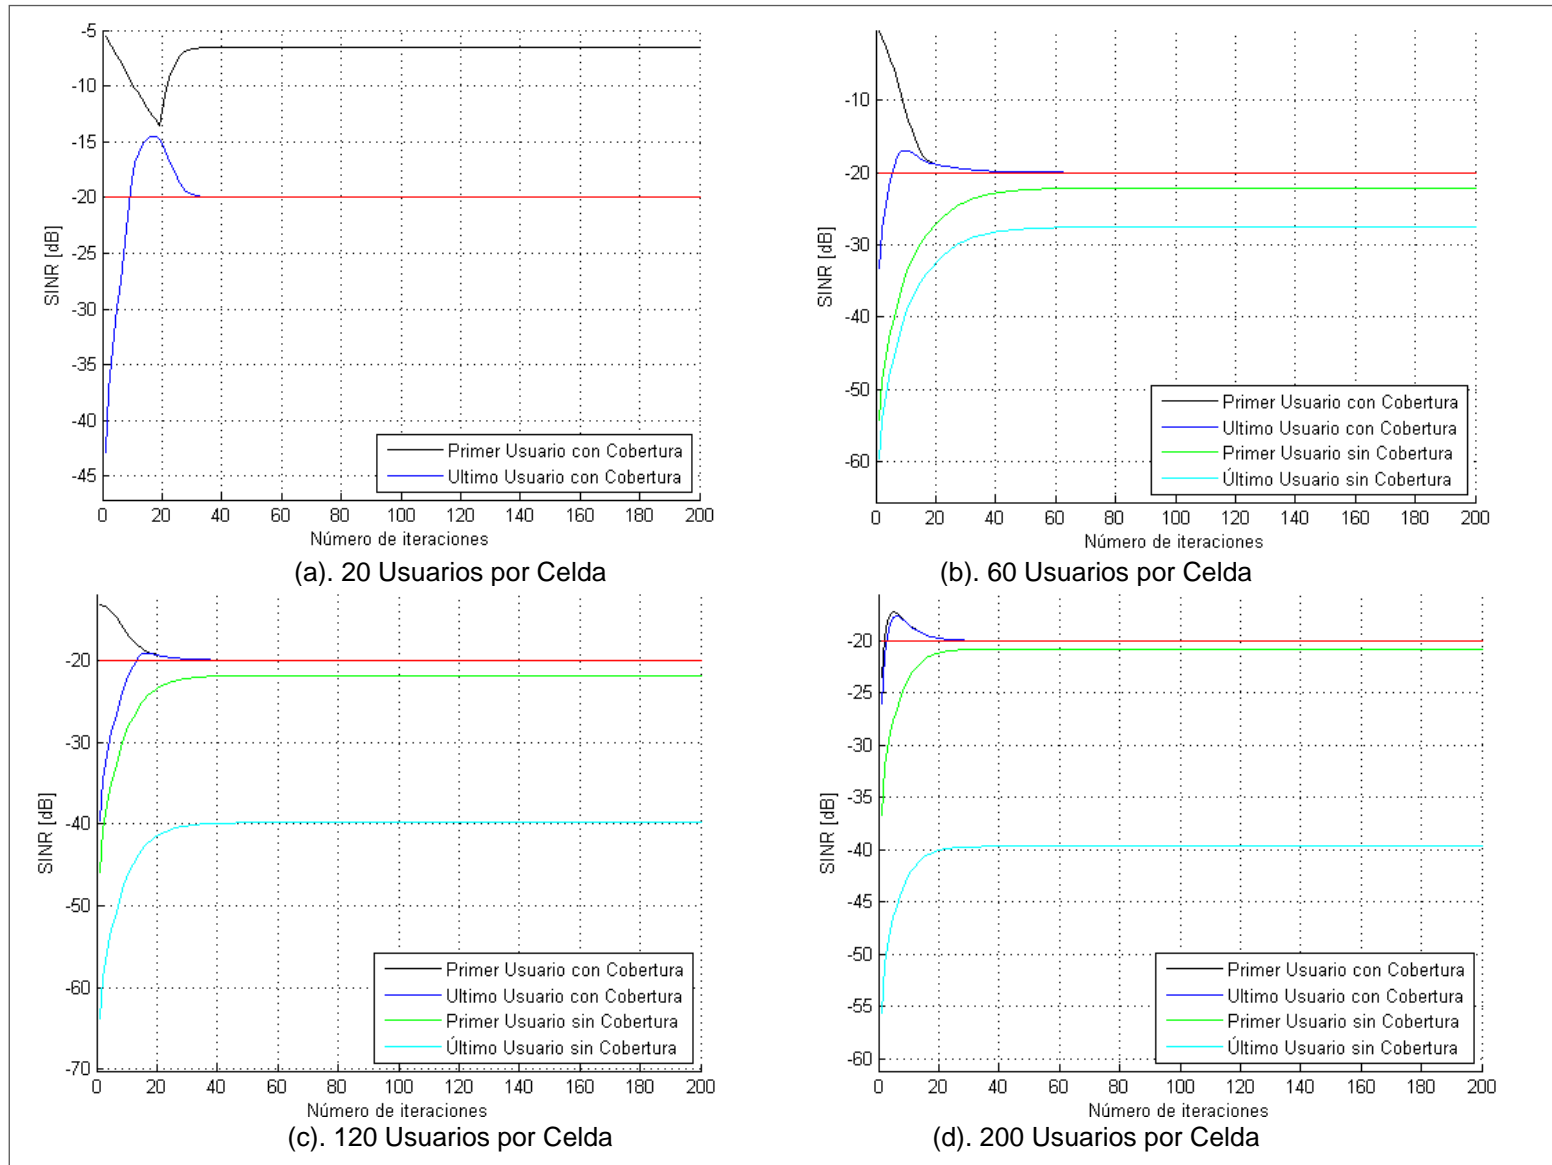 -5
-10
-15
-20
-25
-30
-35
-40
-45
SINR [dB]
Primer Usuario con Cobertura
Ultimo Usuario con Cobertura
0 20 40 60 80 100 120 140 160 180 200
Número de iteraciones
(a). 20 Usuarios por Celda
-10
-20
-30
-40
-50
-60
SINR [dB]
Primer Usuario con Cobertura
Ultimo Usuario con Cobertura
Primer Usuario sin Cobertura
Último Usuario sin Cobertura
0 20 40 60 80 100 120 140 160 180 200
Número de iteraciones
(b). 60 Usuarios por Celda
-20
-30
-40
-50
-60
-70
SINR [dB]
Primer Usuario con Cobertura
Ultimo Usuario con Cobertura
Primer Usuario sin Cobertura
Último Usuario sin Cobertura
0 20 40 60 80 100 120 140 160 180 200
Número de iteraciones
(c). 120 Usuarios por Celda
-20
-25
-30
-35
-40
-45
-50
-55
-60
SINR [dB]
Primer Usuario con Cobertura
Ultimo Usuario con Cobertura
Primer Usuario sin Cobertura
Último Usuario sin Cobertura
0 20 40 60 80 100 120 140 160 180 200
Número de iteraciones
(d). 200 Usuarios por Celda